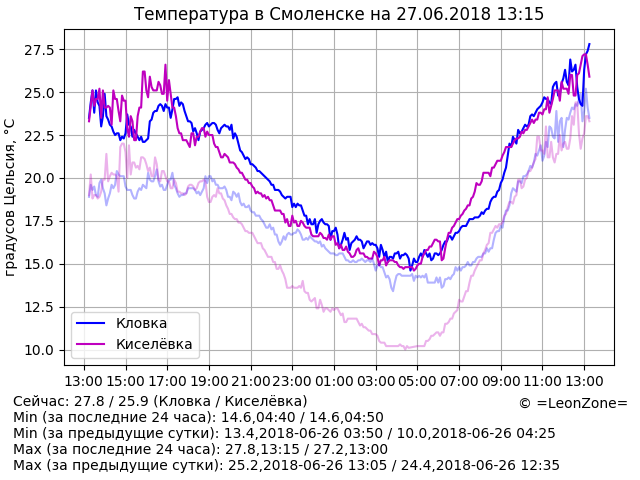 Температура в Смоленске на 27.06.2018 13:15
градусов Цельсия, °C
27.5
25.0
22.5
20.0
17.5
15.0
12.5
10.0
Кловка
Киселёвка
13:00 15:00 17:00 19:00 21:00 23:00 01:00 03:00 05:00 07:00 09:00 11:00 13:00
Сейчас: 27.8 / 25.9 (Кловка / Киселёвка)
© =LeonZone=
Min (за последние 24 часа): 14.6,04:40 / 14.6,04:50
Min (за предыдущие сутки): 13.4,2018-06-26 03:50 / 10.0,2018-06-26 04:25
Max (за последние 24 часа): 27.8,13:15 / 27.2,13:00
Max (за предыдущие сутки): 25.2,2018-06-26 13:05 / 24.4,2018-06-26 12:35